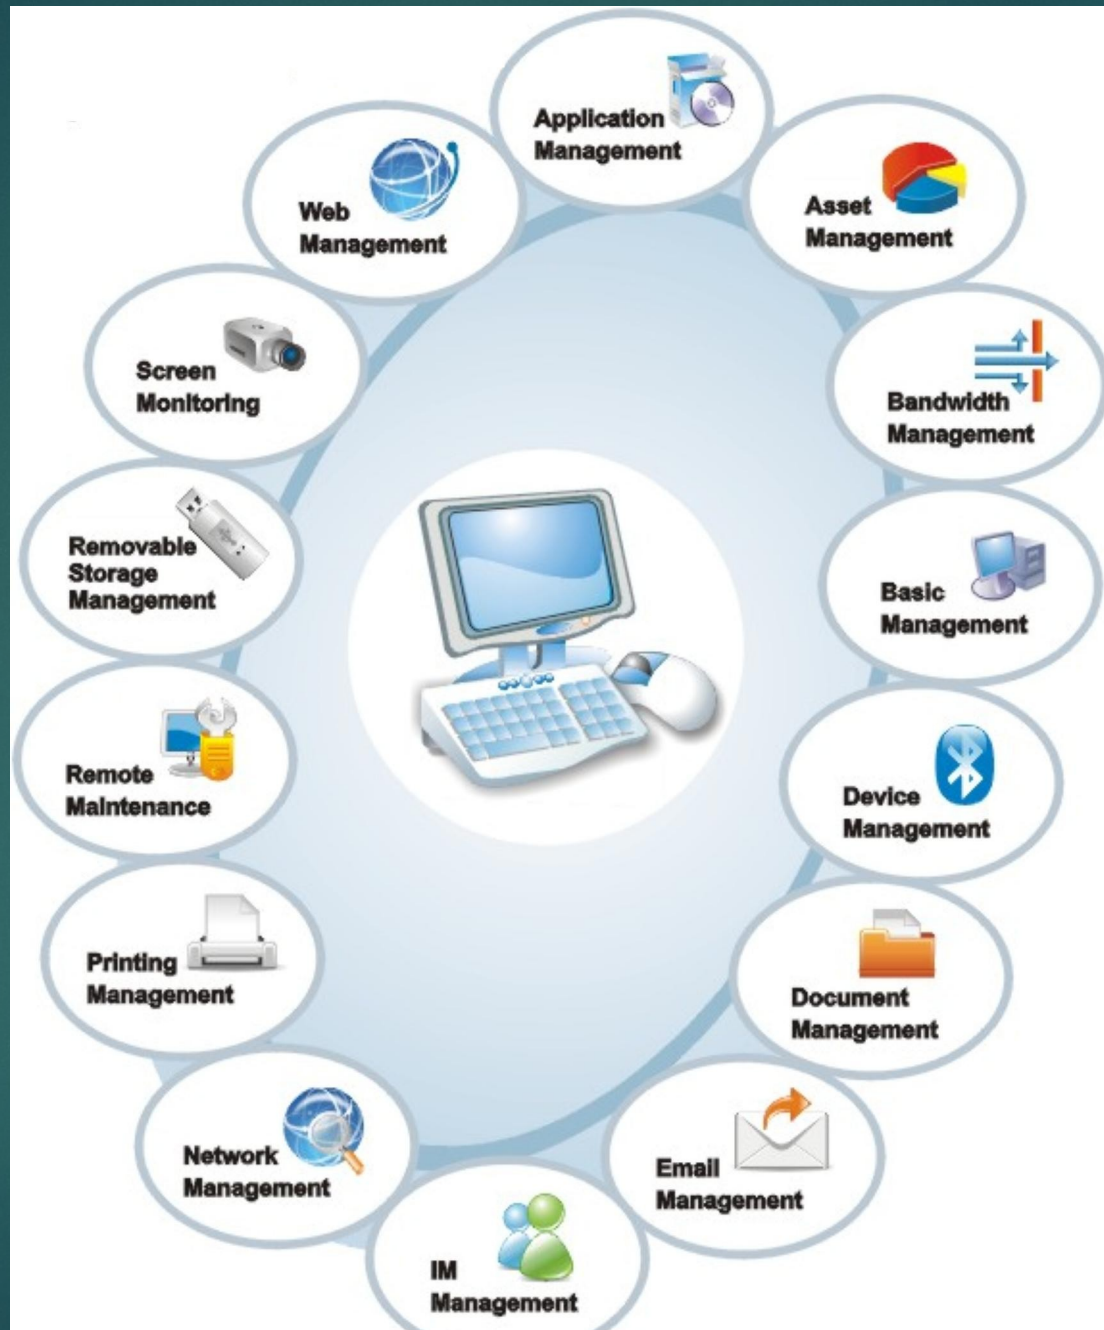 Application
Management
Asset
Management
Bandwidth
Management
Basic
Management
Device
Management
Document
Management
Email
Management
IM
Management
Network
Management
Printing
Management
Remote
Maintenance
Removable
Storage
Management
Screen
Monitoring
Web
Management